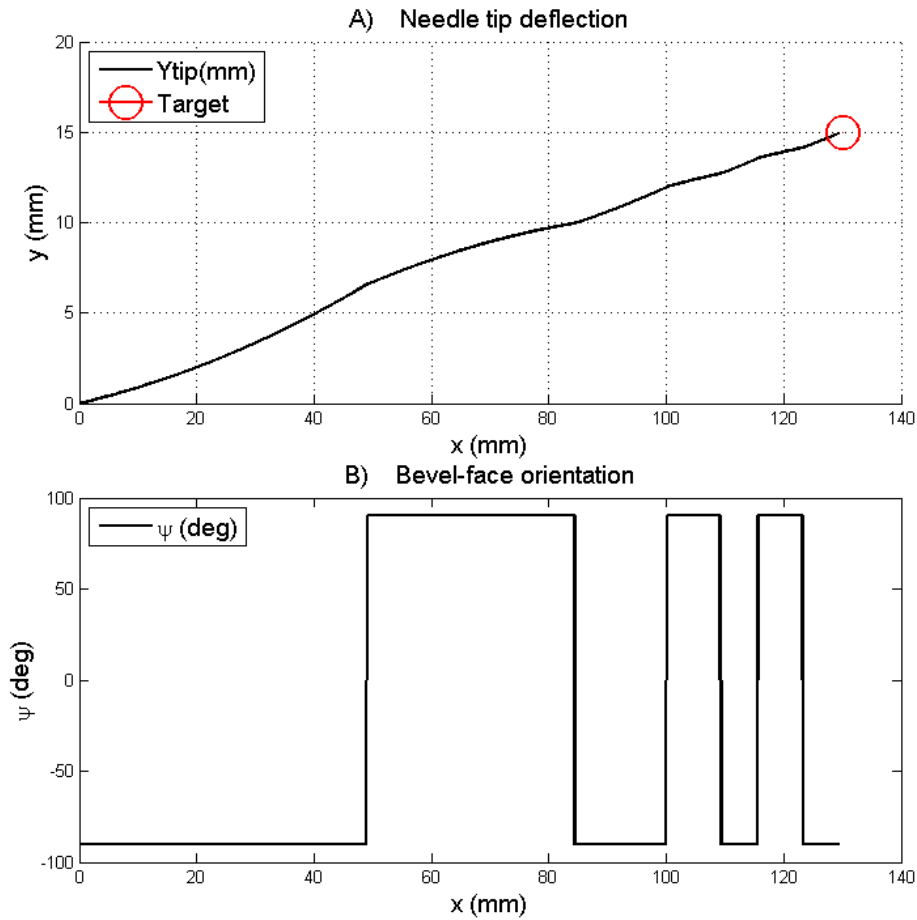 A) Needle tip deflection
20
15
10
5
0
y (mm)
Ytip(mm)
Target
0 20 40 60 80 100 120 140
x (mm)
B) Bevel-face orientation
100
50
0
-50
-100
ψ (deg)
ψ (deg)
0 20 40 60 80 100 120 140
x (mm)